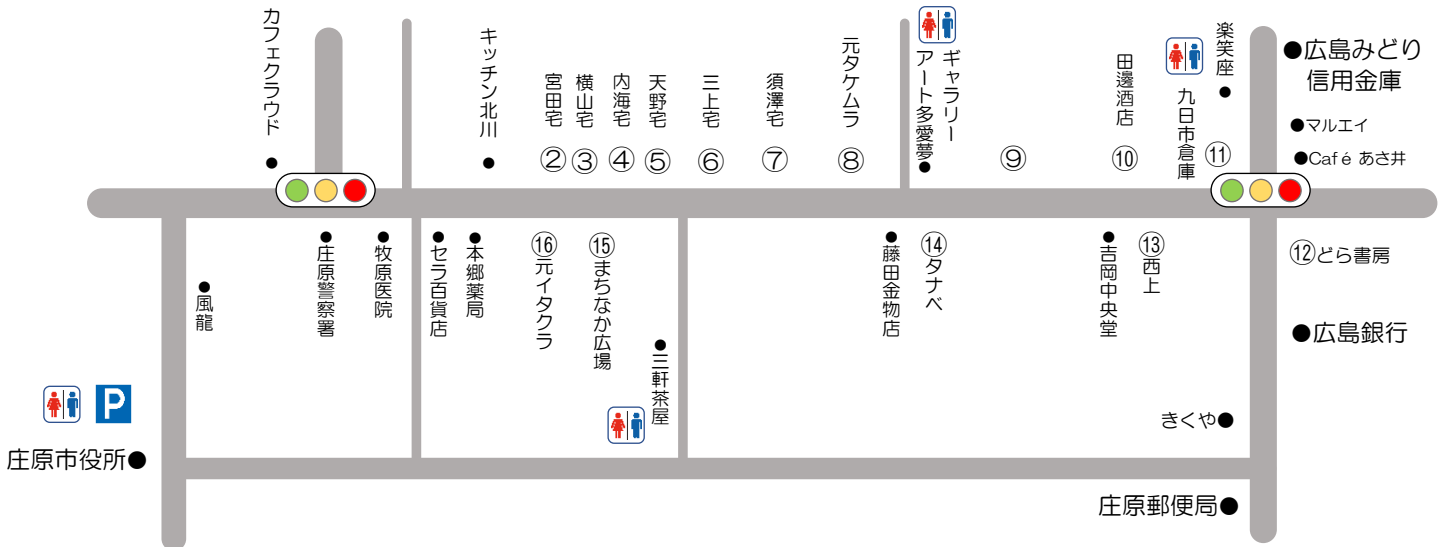 カフェクラウド
キッチン北川
宮田宅
②
横山宅
③
内海宅
④
天野宅
⑤
三上宅
⑥
須澤宅
⑦
元タケムラ
⑧
ギャラリー
アート多愛夢
⑨
田邊酒店
⑩
九日市倉庫
楽笑座
⑪
広島みどり
信用金庫
マルエイ
Café あさ井
風龍
庄原警察署
牧原医院
セラ百貨店
本郷薬局
⑯元イタクラ
⑮まちなか広場
三軒茶屋
藤田金物店
⑭タナベ
吉岡中央堂
⑬西上
⑫どら書房
広島銀行
P
きくや
庄原市役所
庄原郵便局